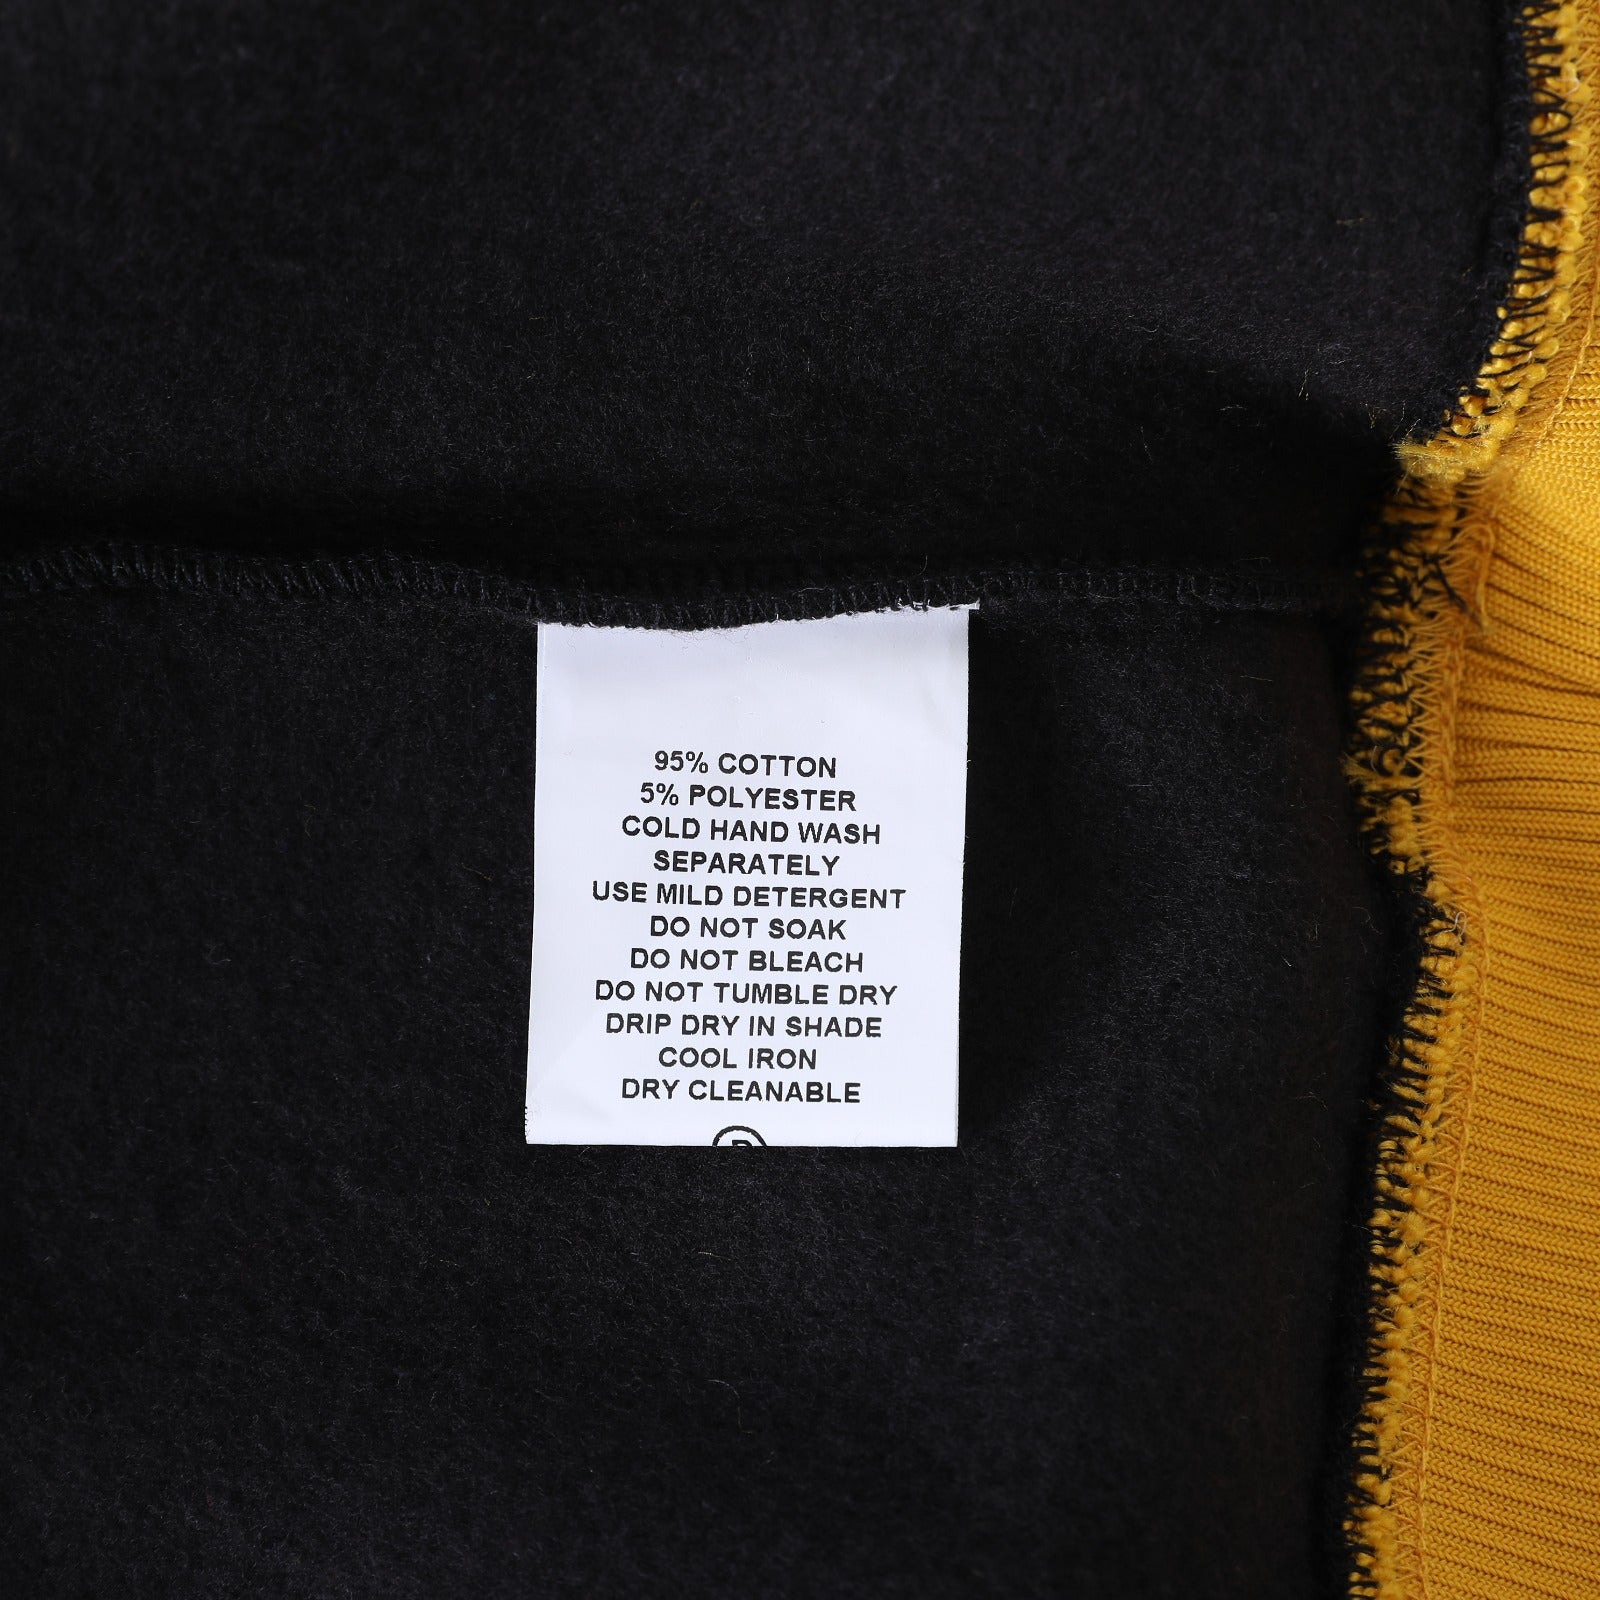 95% COTTON
5% POLYESTER
COLD HAND WASH
SEPARATELY
USE MILD DETERGENT
DO NOT SOAK
DO NOT BLEACH
DO NOT TUMBLE DRY
DRIP DRY IN SHADE
COOL IRON
DRY CLEANABLE